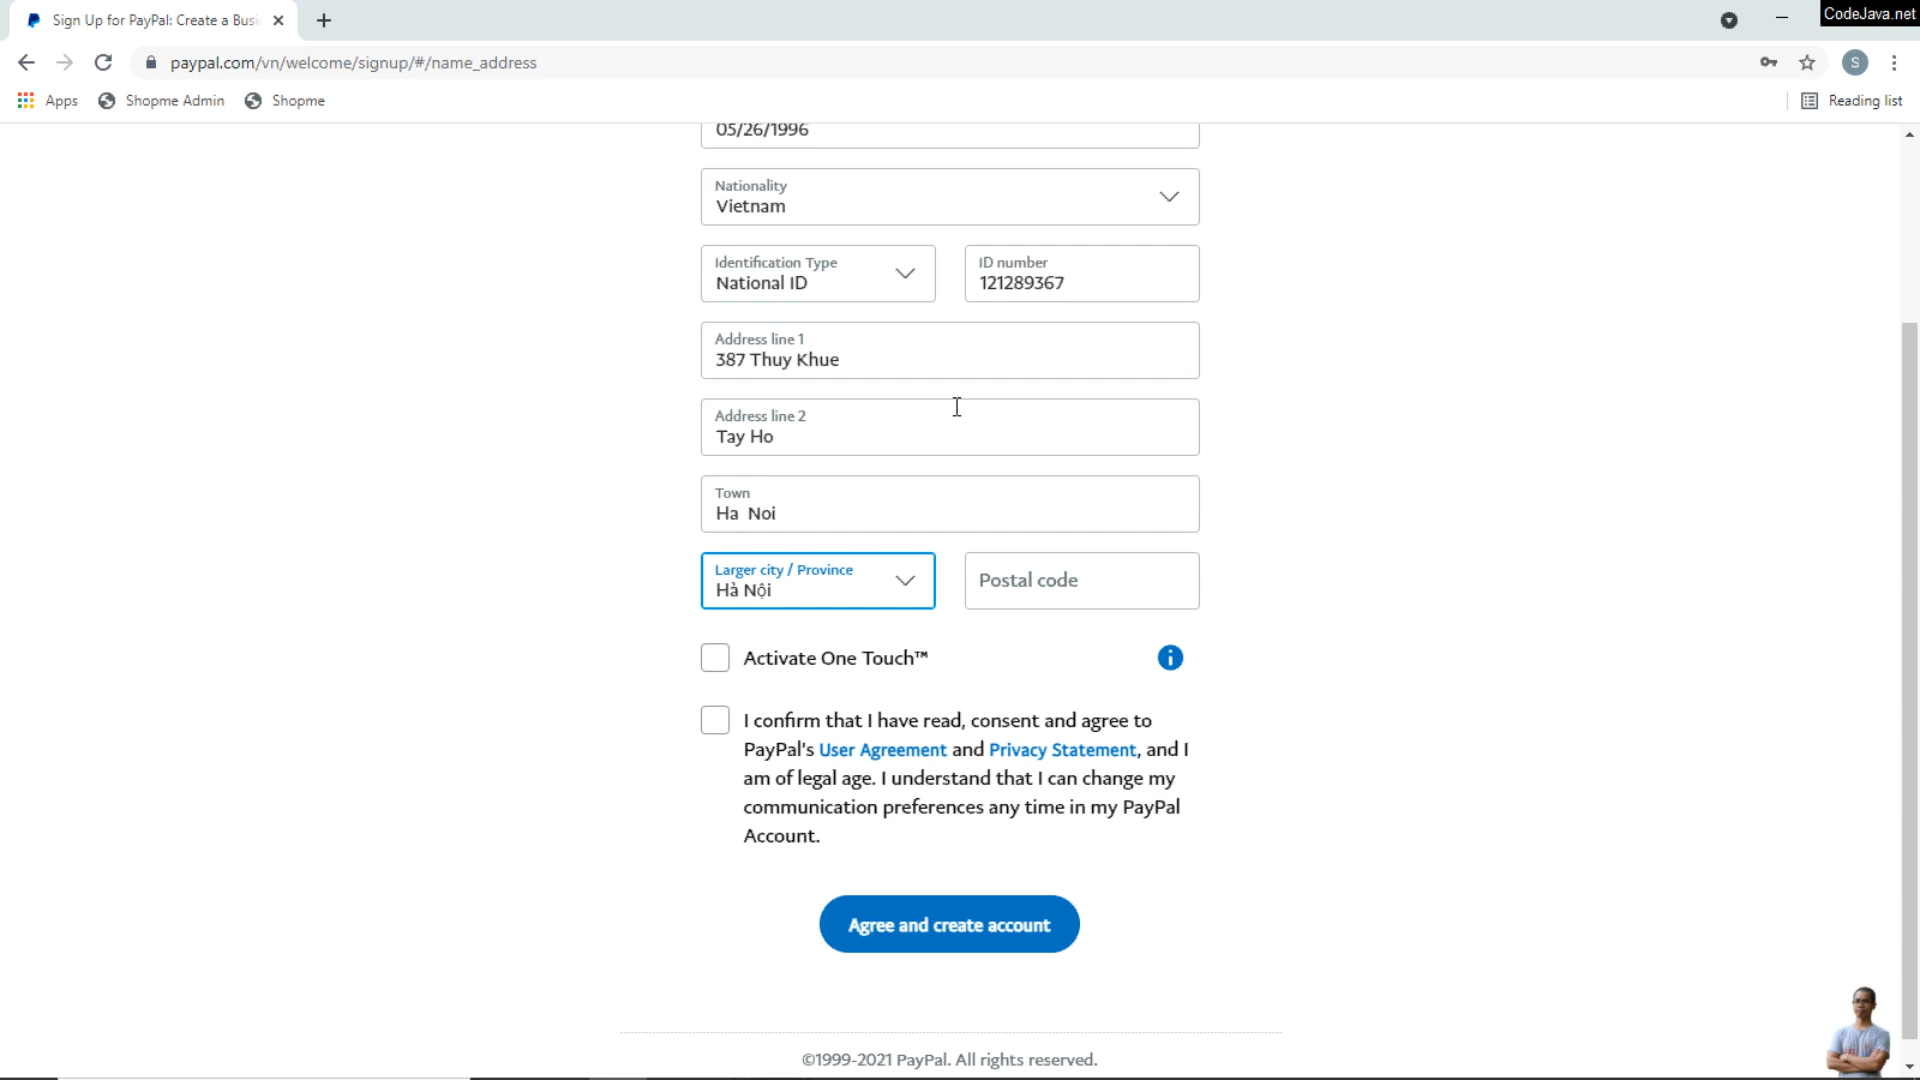 Sign Up for PayPal: Create a Busi
CodeJava.net
paypal.com/vn/welcome/signup/#/name_address
S
Apps
Shopme Admin
Shopme
Reading list
05/26/1996
Nationality
Vietnam
Identification Type
National ID
ID number
121289367
Address line 1
387 Thuy Khue
Address line 2
Tay Ho
Town
Ha  Noi
Larger city / Province
Hà Nội
Postal code
Activate One Touch™
I confirm that I have read, consent and agree to
PayPal's User Agreement and Privacy Statement, and I
am of legal age. I understand that I can change my
communication preferences any time in my PayPal
Account.
Agree and create account
©1999-2021 PayPal. All rights reserved.